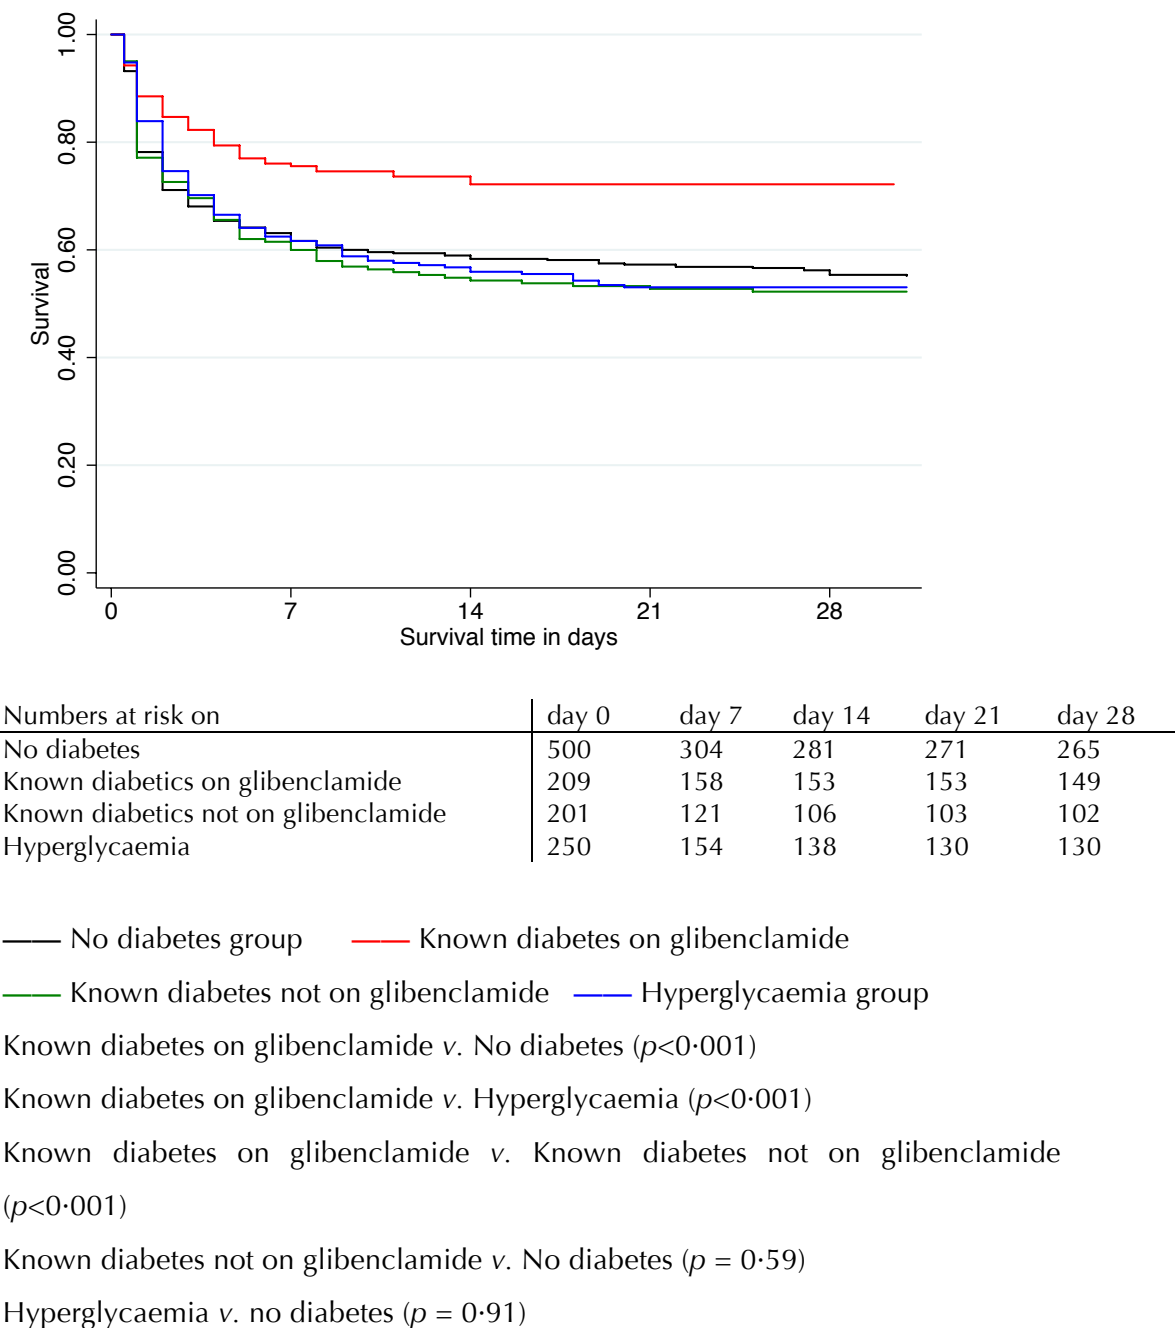 1.00
0.80
0.60
0.40
0.20
0.00
Survival
0 7 14 21 28
Survival time in days
Numbers at risk on day 0 day 7 day 14 day 21 day 28
No diabetes 500 304 281 271 265
Known diabetics on glibenclamide 209 158 153 153 149
Known diabetics not on glibenclamide 201 121 106 103 102
Hyperglycaemia 250 154 138 130 130
No diabetes group Known diabetes on glibenclamide
Known diabetes not on glibenclamide Hyperglycaemia group
Known diabetes on glibenclamide v. No diabetes (p<0·001)
Known diabetes on glibenclamide v. Hyperglycaemia (p<0·001)
Known diabetes on glibenclamide v. Known diabetes not on glibenclamide
(p<0·001)
Known diabetes not on glibenclamide v. No diabetes (p = 0·59)
Hyperglycaemia v. no diabetes (p = 0·91)